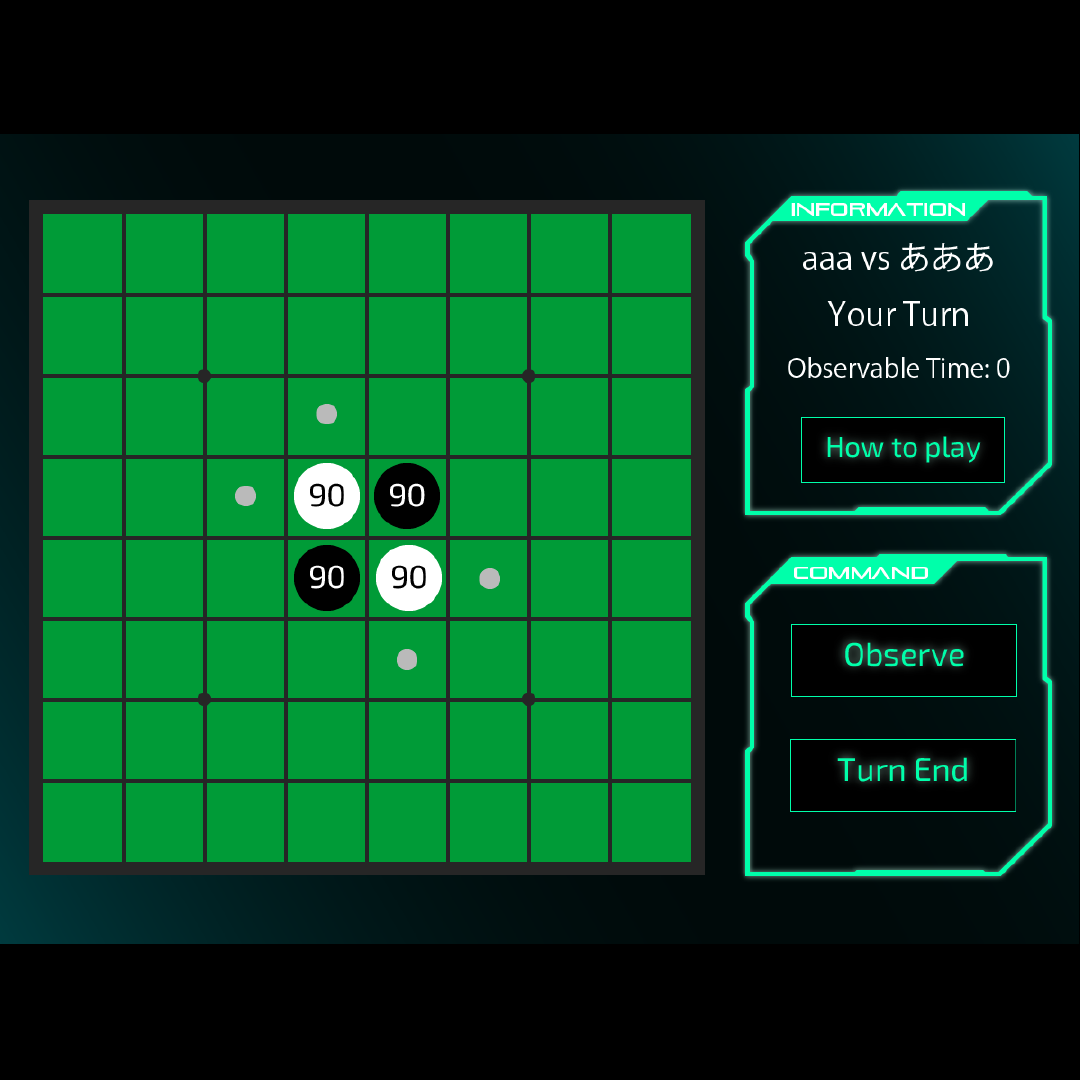 INFORMATION
aaa vs あああ
Your Turn
Observable Time: 0
How to play
90 90
90 90
COMMAND
Observe
Turn End